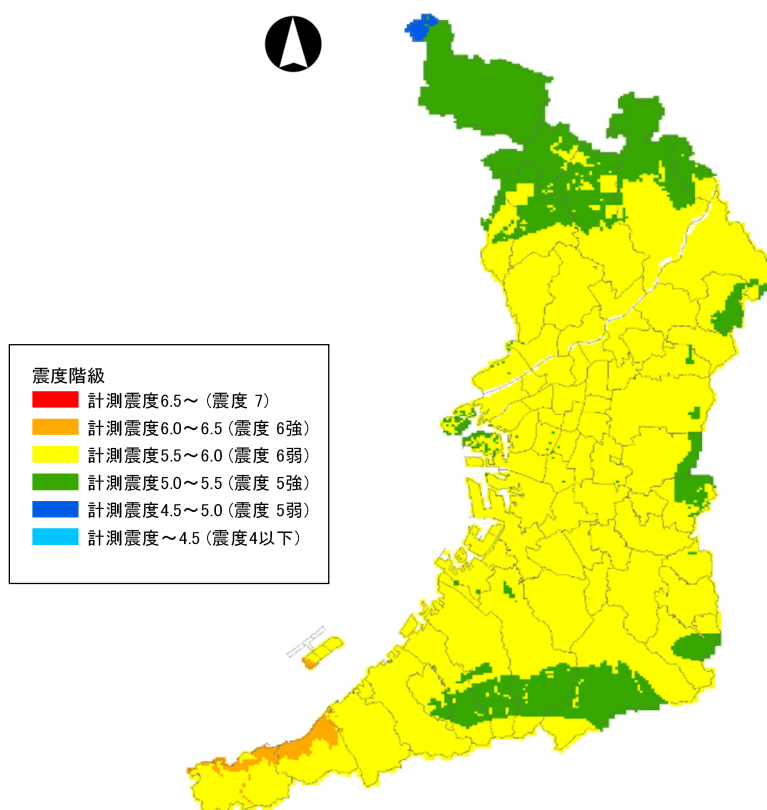 震度階級
計測震度6.5～ (震度 7)
計測震度6.0～6.5 (震度 6強)
計測震度5.5～6.0 (震度 6弱)
計測震度5.0～5.5 (震度 5強)
計測震度4.5～5.0 (震度 5弱)
計測震度～4.5 (震度4以下)